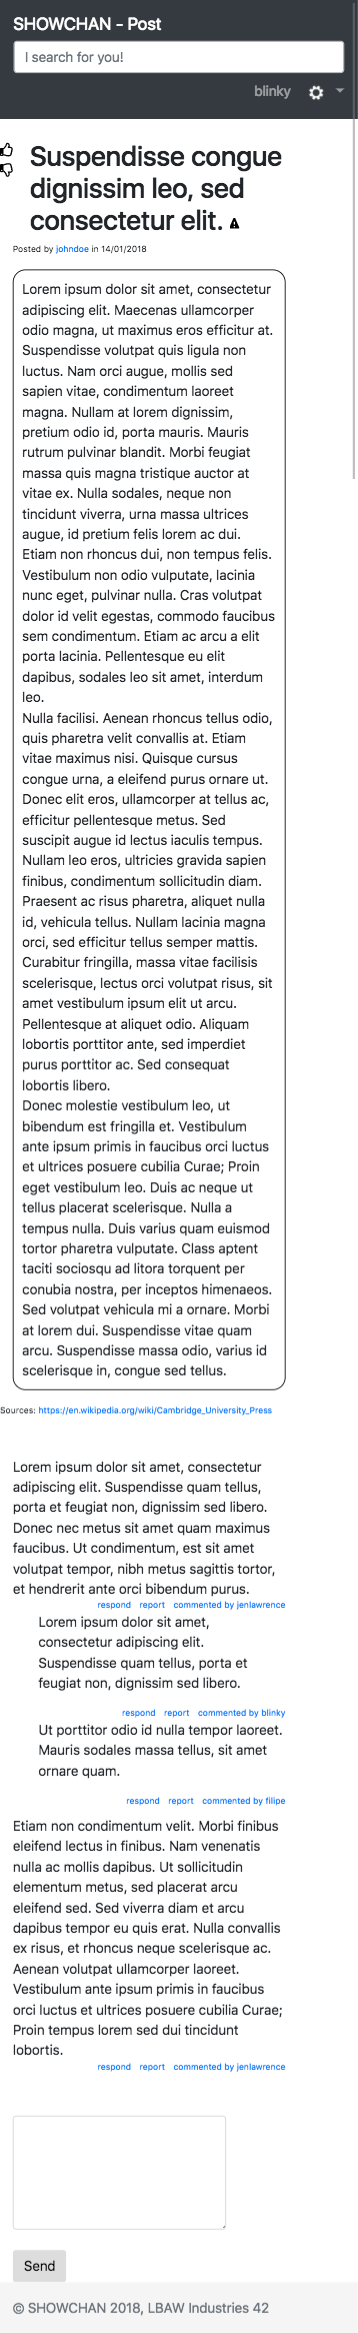 SHOWCHAN - Post
I search for you!
blinky
Suspendisse congue
dignissim leo, sed
consectetur elit.
Posted by johndoe in 14/01/2018
Lorem ipsum dolor sit amet, consectetur
adipiscing elit. Maecenas ullamcorper
odio magna, ut maximus eros efficitur at.
Suspendisse volutpat quis ligula non
luctus. Nam orci augue, mollis sed
sapien vitae, condimentum laoreet
magna. Nullam at lorem dignissim,
pretium odio id, porta mauris. Mauris
rutrum pulvinar blandit. Morbi feugiat
massa quis magna tristique auctor at
vitae ex. Nulla sodales, neque non
tincidunt viverra, urna massa ultrices
augue, id pretium felis lorem ac dui.
Etiam non rhoncus dui, non tempus felis.
Vestibulum non odio vulputate, lacinia
nunc eget, pulvinar nulla. Cras volutpat
dolor id velit egestas, commodo faucibus
sem condimentum. Etiam ac arcu a elit
porta lacinia. Pellentesque eu elit
dapibus, sodales leo sit amet, interdum
leo.
Nulla facilisi. Aenean rhoncus tellus odio,
quis pharetra velit convallis at. Etiam
vitae maximus nisi. Quisque cursus
congue urna, a eleifend purus ornare ut.
Donec elit eros, ullamcorper at tellus ac,
efficitur pellentesque metus. Sed
suscipit augue id lectus iaculis tempus.
Nullam leo eros, ultricies gravida sapien
finibus, condimentum sollicitudin diam.
Praesent ac risus pharetra, aliquet nulla
id, vehicula tellus. Nullam lacinia magna
orci, sed efficitur tellus semper mattis.
Curabitur fringilla, massa vitae facilisis
scelerisque, lectus orci volutpat risus, sit
amet vestibulum ipsum elit ut arcu.
Pellentesque at aliquet odio. Aliquam
lobortis porttitor ante, sed imperdiet
purus porttitor ac. Sed consequat
lobortis libero.
Donec molestie vestibulum leo, ut
bibendum est fringilla et. Vestibulum
ante ipsum primis in faucibus orci luctus
et ultrices posuere cubilia Curae; Proin
eget vestibulum leo. Duis ac neque ut
tellus placerat scelerisque. Nulla a
tempus nulla. Duis varius quam euismod
tortor pharetra vulputate. Class aptent
taciti sociosqu ad litora torquent per
conubia nostra, per inceptos himenaeos.
Sed volutpat vehicula mi a ornare. Morbi
at lorem dui. Suspendisse vitae quam
arcu. Suspendisse massa odio, varius id
scelerisque in, congue sed tellus.
Sources: https://en.wikipedia.org/wiki/Cambridge_University_Press
Lorem ipsum dolor sit amet, consectetur
adipiscing elit. Suspendisse quam tellus,
porta et feugiat non, dignissim sed libero.
Donec nec metus sit amet quam maximus
faucibus. Ut condimentum, est sit amet
volutpat tempor, nibh metus sagittis tortor,
et hendrerit ante orci bibendum purus.
respond report commented by jenlawrence
Lorem ipsum dolor sit amet,
consectetur adipiscing elit.
Suspendisse quam tellus, porta et
feugiat non, dignissim sed libero.
respond report commented by blinky
Ut porttitor odio id nulla tempor laoreet.
Mauris sodales massa tellus, sit amet
ornare quam.
respond report commented by filipe
Etiam non condimentum velit. Morbi finibus
eleifend lectus in finibus. Nam venenatis
nulla ac mollis dapibus. Ut sollicitudin
elementum metus, sed placerat arcu
eleifend sed. Sed viverra diam et arcu
dapibus tempor eu quis erat. Nulla convallis
ex risus, et rhoncus neque scelerisque ac.
Aenean volutpat ullamcorper laoreet.
Vestibulum ante ipsum primis in faucibus
orci luctus et ultrices posuere cubilia Curae;
Proin tempus lorem sed dui tincidunt
lobortis.
respond report commented by jenlawrence
Send
© SHOWCHAN 2018, LBAW Industries 42